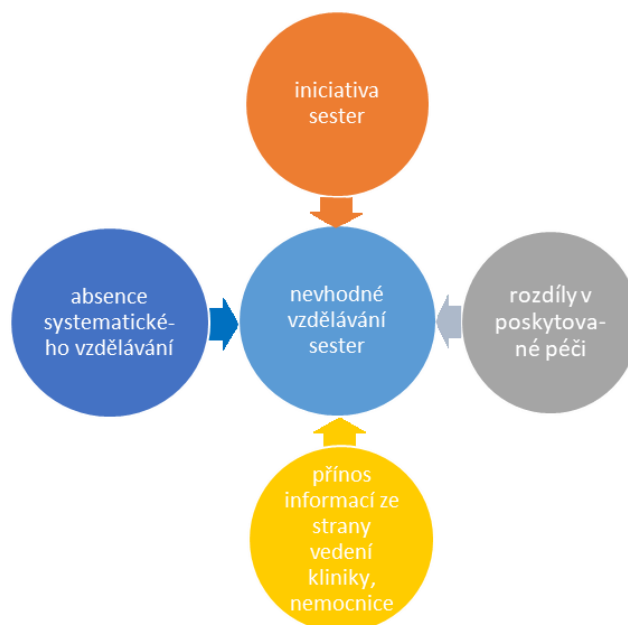 iniciativa
sester
absence
systematické-
ho vzdělávání
nevhodné
vzdělávání
sester
rozdíly v
poskytova-
né péči
přínos
informací ze
strany
vedení
kliniky,
nemocnice